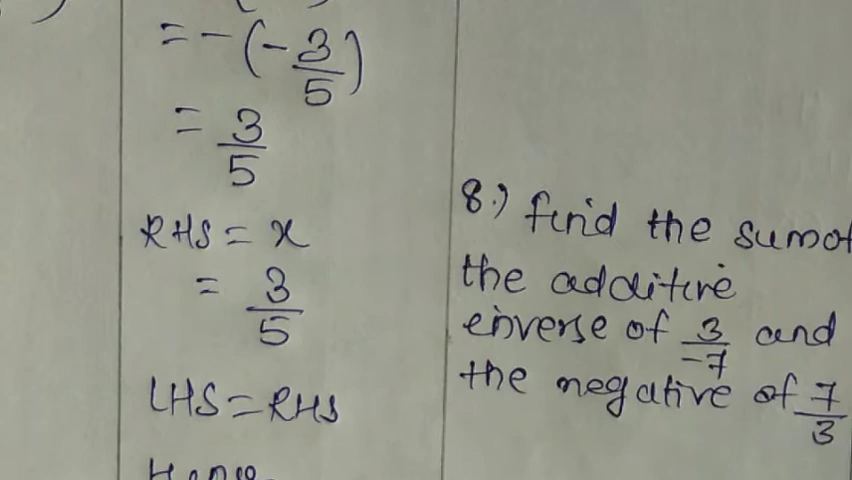 = -(-3/5)
= 3/5
RHS = x
= 3/5
LHS = RHS
8.) find the sum of
the additive
inverse of 3/-7 and
the negative of 7/3